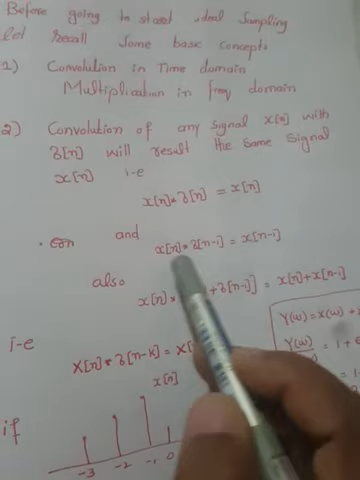 Before going to start ideal Sampling
let Recall Some basic concepts
1) Convolution in Time domain
Multiplication in freq domain
2) Convolution of any signal x[n] with
δ[n] will result the same signal
x[n] i-e
x[n] * δ[n] = x[n]
and
x[n] * δ[n-1] = x[n-1]
also
x[n] * + δ[n-1]] = x[n] + x[n-1]
i-e
X[n] * δ[n-k] = X
x[n]
if
-3 -2 -1 0
Y(ω) = X(ω) +
Y(ω)
= 1 +
= 1